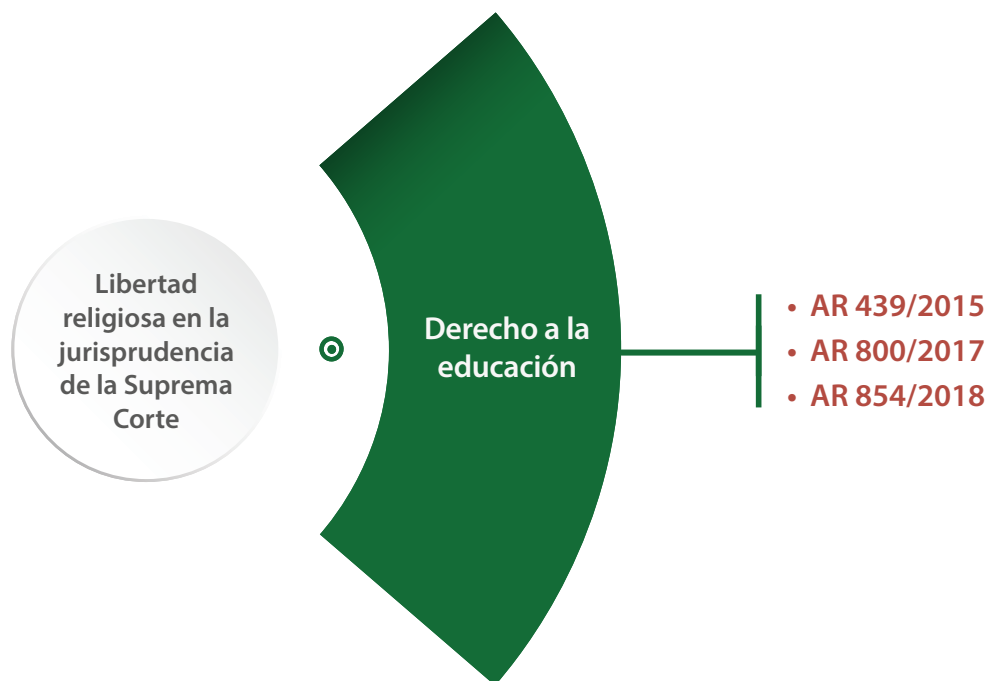 Libertad
religiosa en la
jurisprudencia
de la Suprema
Corte
Derecho a la
educación
• AR 439/2015
• AR 800/2017
• AR 854/2018